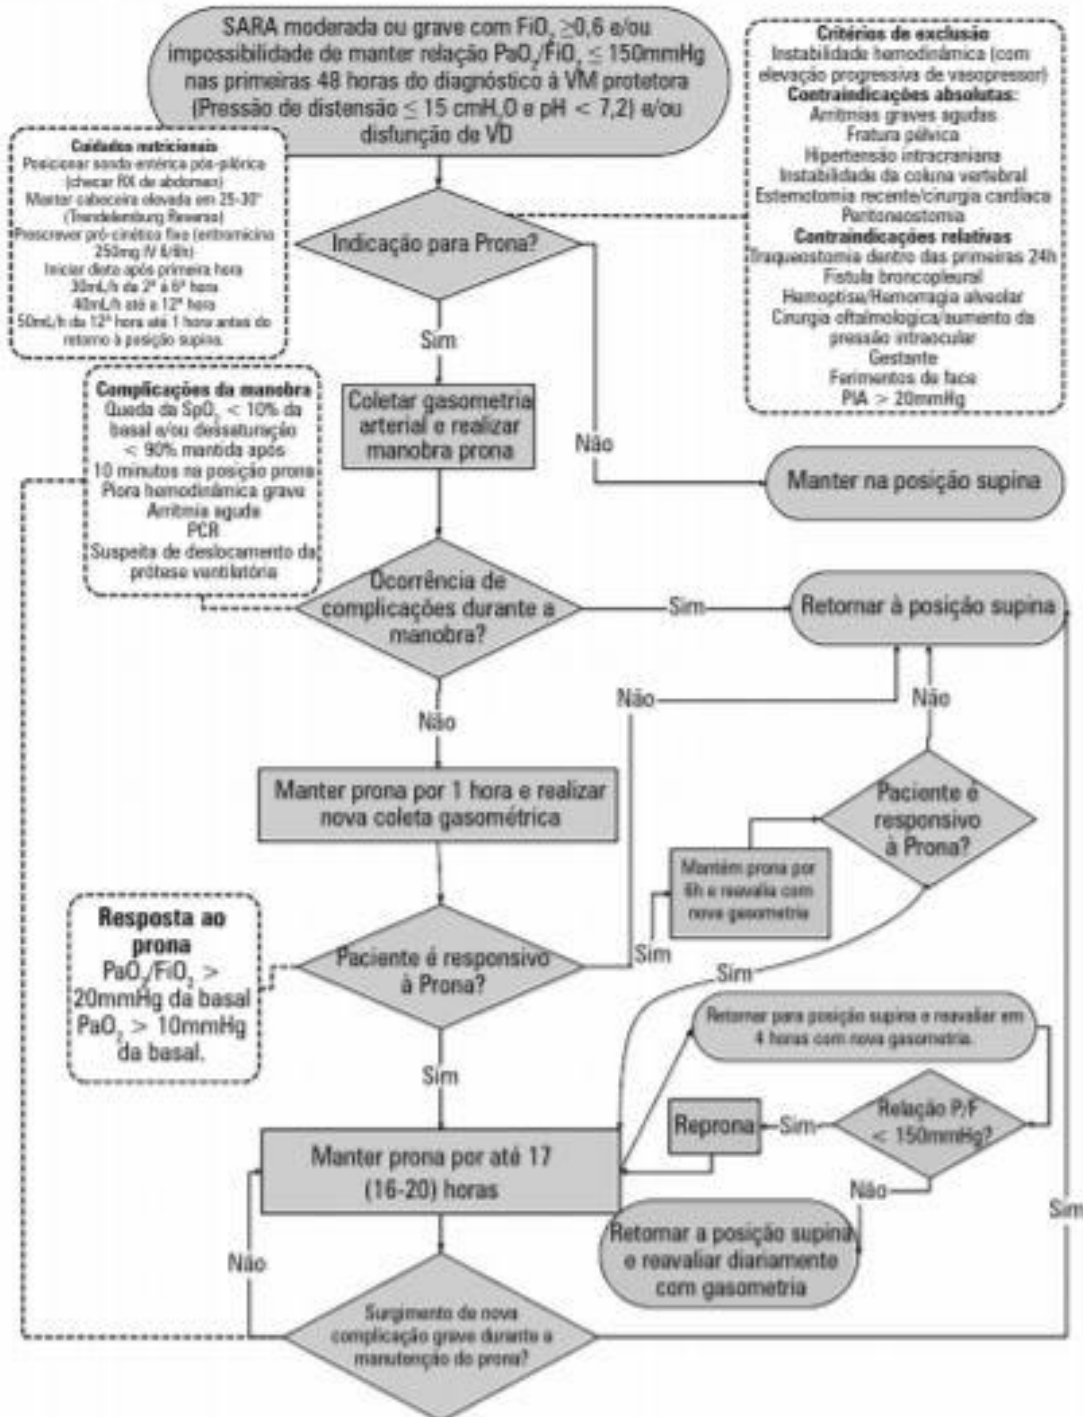 SARA moderada ou grave com FiO₂ ≥0,6 e/ou
impossibilidade de manter relação PaO₂/FiO₂ ≤ 150mmHg
nas primeiras 48 horas do diagnóstico à VM protetora
(Pressão de distensão ≤ 15 cmH₂O e pH < 7,2) e/ou
disfunção de VD
Critérios de exclusão
Instabilidade hemodinâmica (com
elevação progressiva de vasopressor)
Contraindicações absolutas:
Arritmias graves agudas
Fratura pélvica
Hipertensão intracraniana
Instabilidade da coluna vertebral
Esternotomia recente/cirurgia cardíaca
Peritoneostomia
Contraindicações relativas
Traqueostomia dentro das primeiras 24h
Fístula broncopleural
Hemoptise/Hemorragia alveolar
Cirurgia oftalmologica/aumento da
pressão intraocular
Gestante
Ferimentos de face
PIA > 20mmHg
Cuidados nutricionais
Posicionar sonda entérica pós-pilórica
(checar RX de abdomen)
Manter cabeceira elevada em 25-30°
(Trendelemburg Reverso)
Prescrever pró-cinético fixo (eritromicina
250mg IV 6/6h)
Iniciar dieta após primeira hora
30mL/h da 2ª à 6ª hora
40mL/h até a 12ª hora
50mL/h da 12ª hora até 1 hora antes do
retorno à posição supina.
Indicação para Prona?
Sim
Não
Complicações da manobra
Queda da SpO₂ < 10% da
basal e/ou dessaturação
< 90% mantida após
10 minutos na posição prona
Piora hemodinâmica grave
Arritmia aguda
PCR
Suspeita de deslocamento da
prótese ventilatória
Coletar gasometria
arterial e realizar
manobra prona
Manter na posição supina
Ocorrência de
complicações durante a
manobra?
Sim
Retornar à posição supina
Não
Não
Não
Manter prona por 1 hora e realizar
nova coleta gasométrica
Paciente é
responsivo
à Prona?
Mantém prona por
6h e reavalia com
nova gasometria
Sim
Resposta ao
prona
PaO₂/FiO₂ >
20mmHg da basal
PaO₂ > 10mmHg
da basal.
Paciente é responsivo
à Prona?
Sim
Sim
Retornar para posição supina e reavaliar em
4 horas com nova gasometria.
Relação P/F
< 150mmHg?
Sim
Reprona
Não
Manter prona por até 17
(16-20) horas
Retornar a posição supina
e reavaliar diariamente
com gasometria
Sim
Não
Surgimento de nova
complicação grave durante a
manutenção do prona?